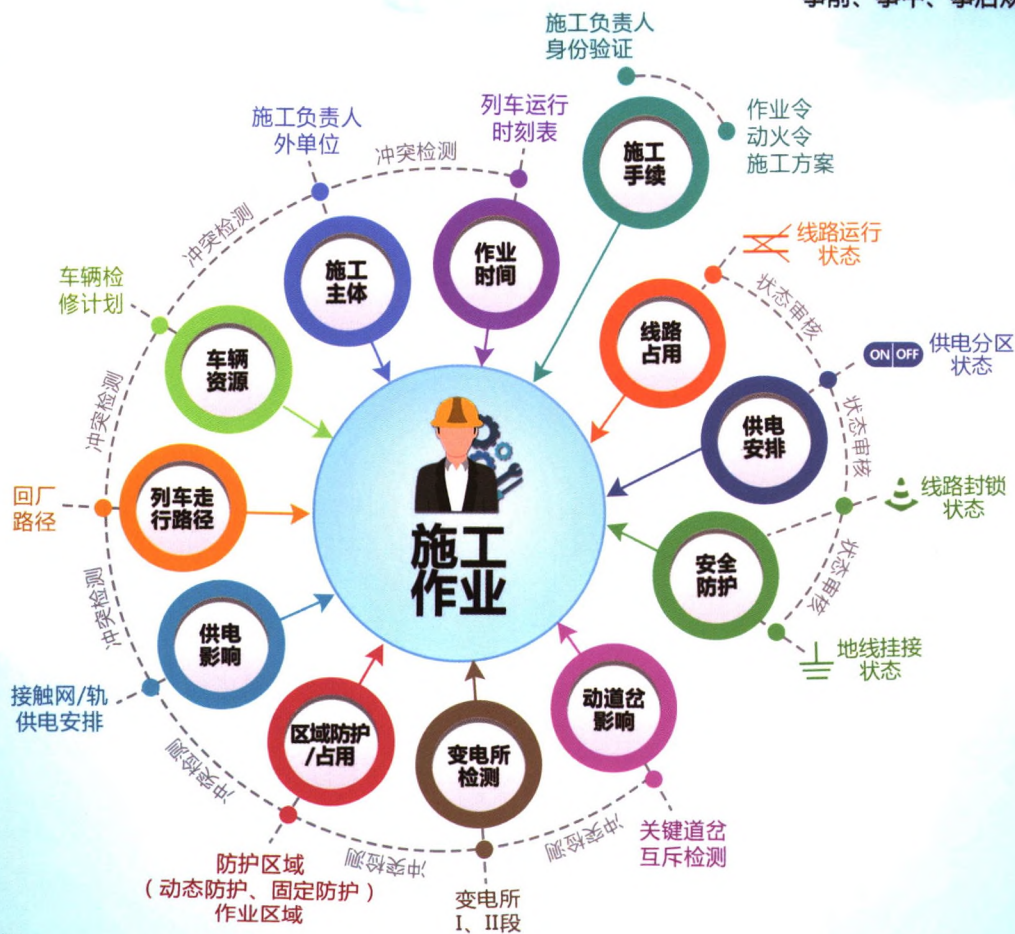 事前、事中、事后
施工负责人
身份验证
作业令
动火令
施工方案
施工
手续
列车运行
时刻表
施工负责人
外单位
冲突检测
冲突检测
作业
时间
施工
主体
线路运行
状态
状态审核
线路
占用
车辆检
修计划
车辆
资源
ON OFF
供电分区
状态
供电
安排
状态审核
冲突检测
回厂
路径
列车走
行路径
施工
作业
线路封锁
状态
安全
防护
状态审核
地线挂接
状态
冲突检测
供电
影响
接触网/轨
供电安排
动道岔
影响
区域防护
/占用
变电所
检测
冲突检测
冲突检测
冲突检测
关键道岔
互斥检测
防护区域
(动态防护、固定防护)
作业区域
变电所
I、II段